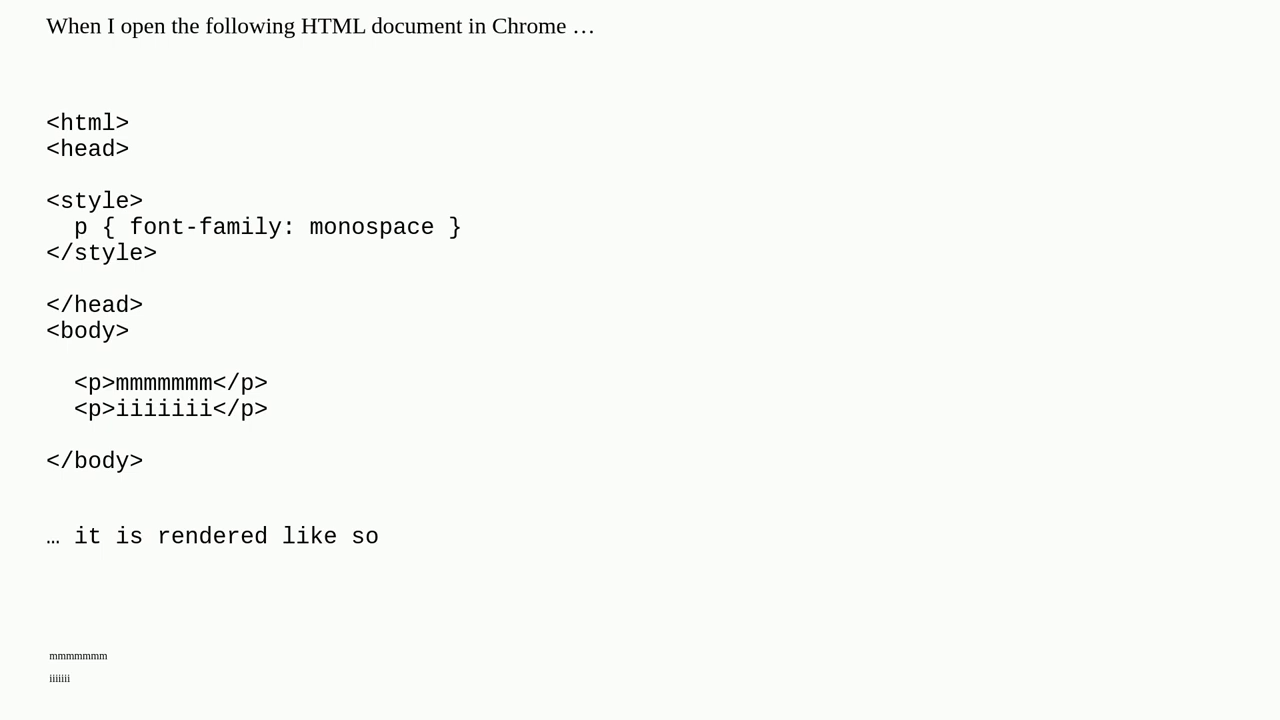 When I open the following HTML document in Chrome …
<html>
<head>
<style>
  p { font-family: monospace }
</style>
</head>
<body>
  <p>mmmmmmm</p>
  <p>iiiiiii</p>
</body>
… it is rendered like so
mmmmmmm
iiiiiii